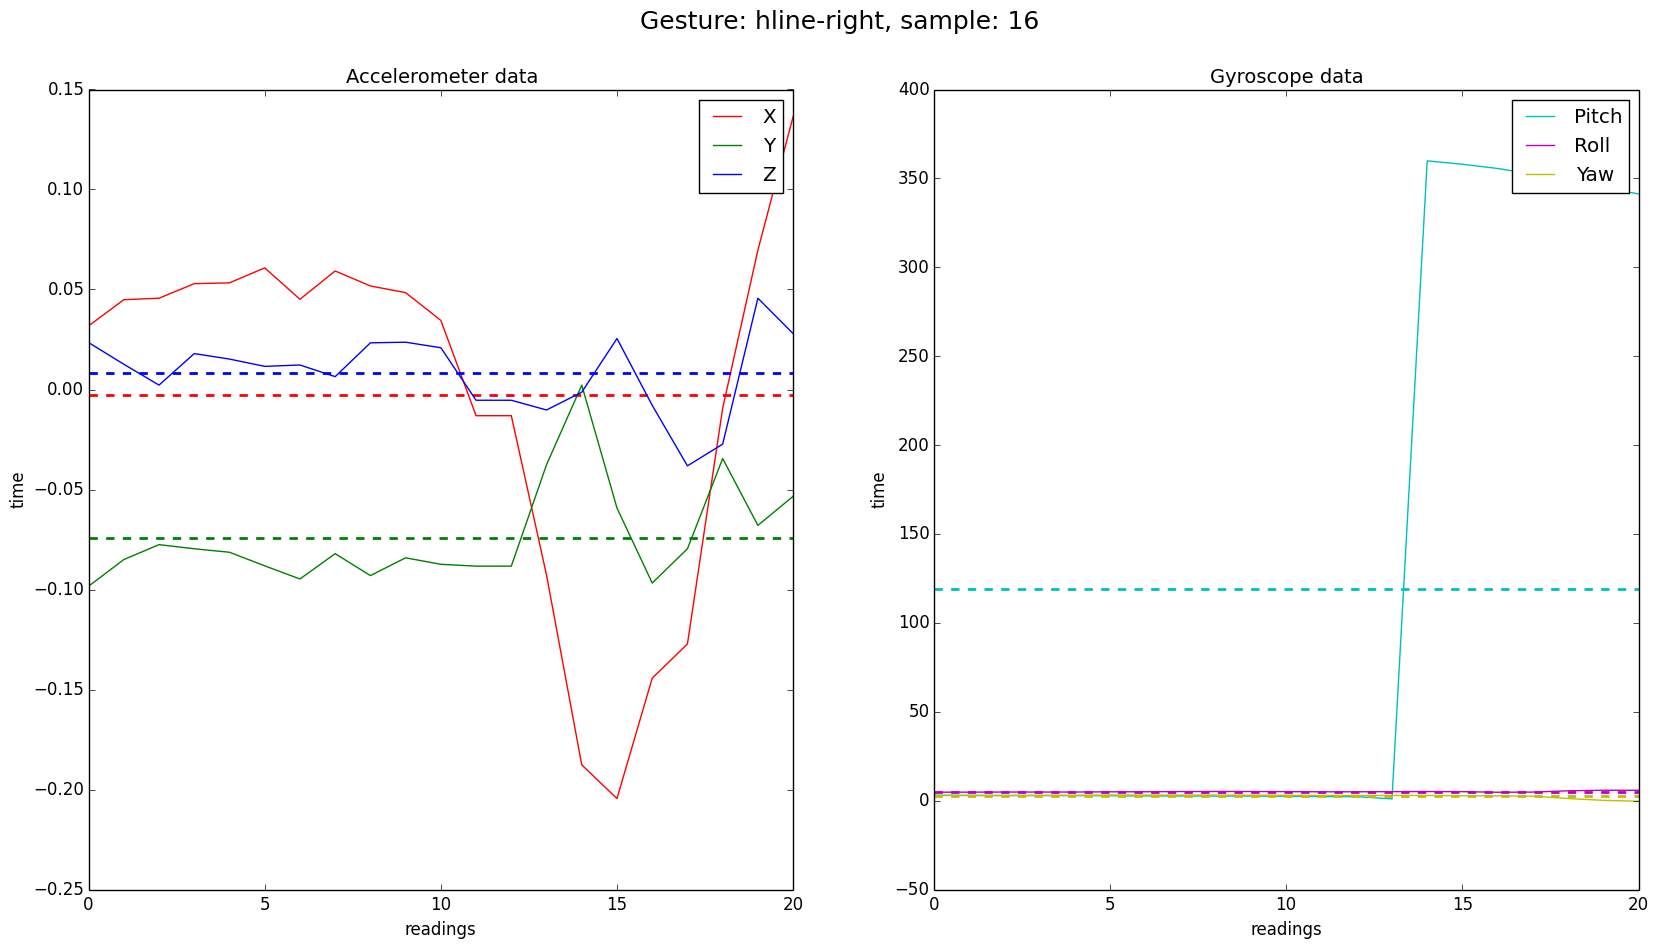 Gesture: hline-right, sample: 16
Accelerometer data
0.15
0.10
0.05
0.00
−0.05
−0.10
−0.15
−0.20
−0.25
0
5
10
15
20
time
readings
X
Y
Z
Gyroscope data
400
350
300
250
200
150
100
50
0
−50
0
5
10
15
20
time
readings
Pitch
Roll
Yaw